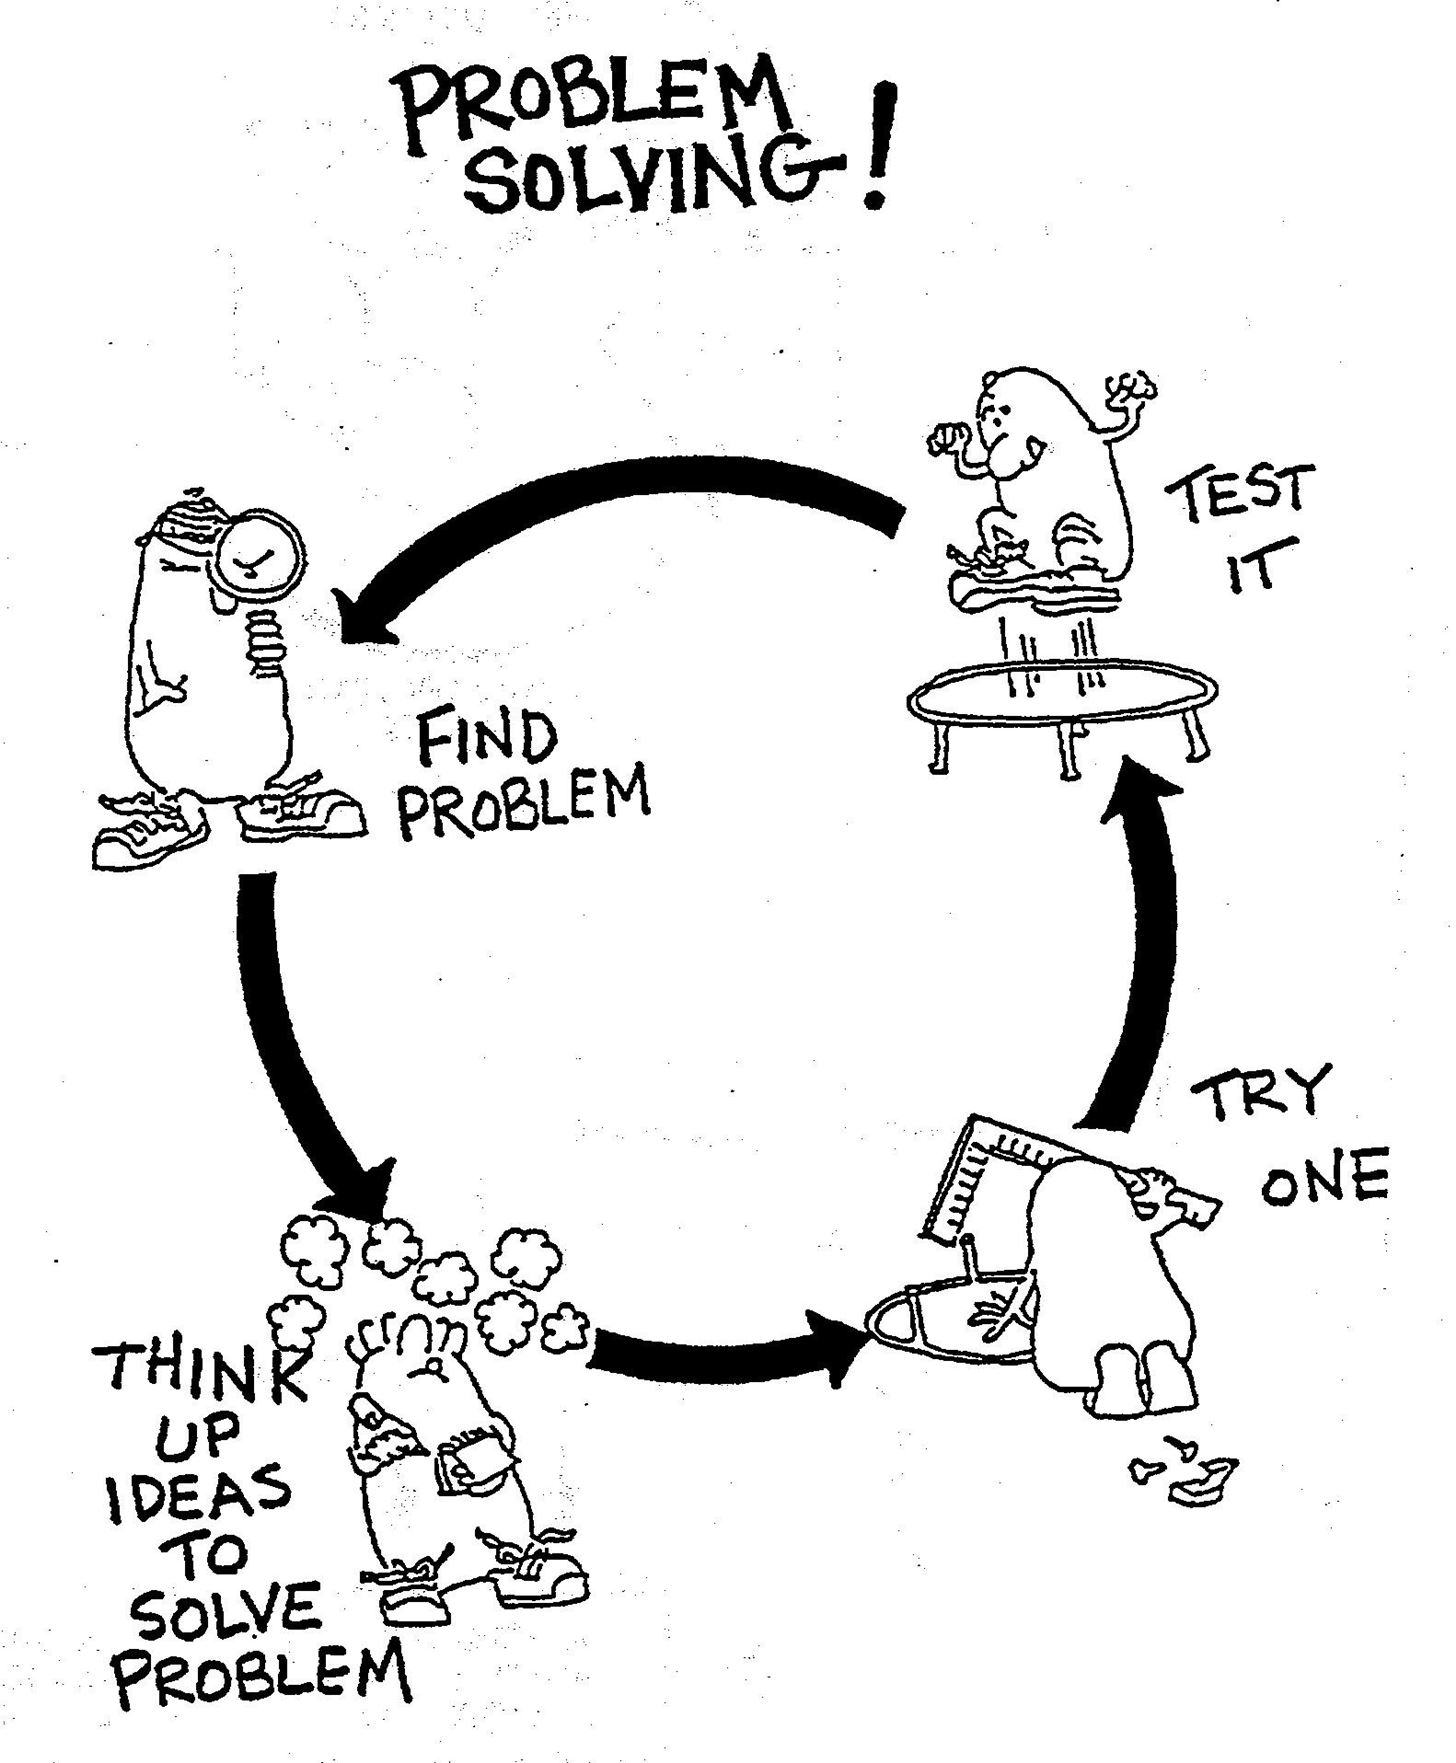 PROBLEM
SOLVING!
TEST
IT
FIND
PROBLEM
TRY
ONE
THINK
UP
IDEAS
TO
SOLVE
PROBLEM